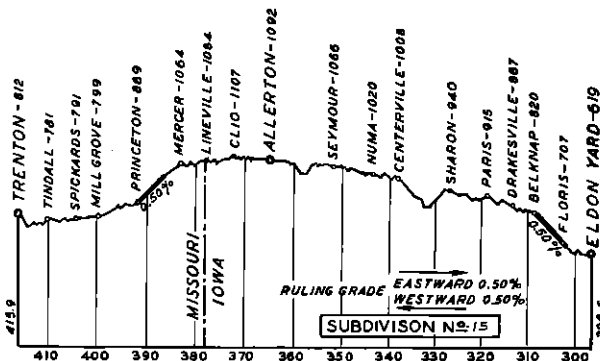 TRENTON-812
TINDALL-781
SPICKARDS-791
MILL GROVE-799
PRINCETON-889
MERCER-1064
LINEVILLE-1084
CLIO-1107
ALLERTON-1092
SEYMOUR-1066
NUMA-1020
CENTERVILLE-1008
SHARON-940
PARIS-915
DRAKESVILLE-887
BELKNAP-820
FLORIS-707
ELDON YARD-619
0.50%
0.50%
MISSOURI
IOWA
RULING GRADE
EASTWARD 0.50%
WESTWARD 0.50%
SUBDIVISON No. 15
415.9
410 400 390 380 370 360 350 340 330 320 310 300